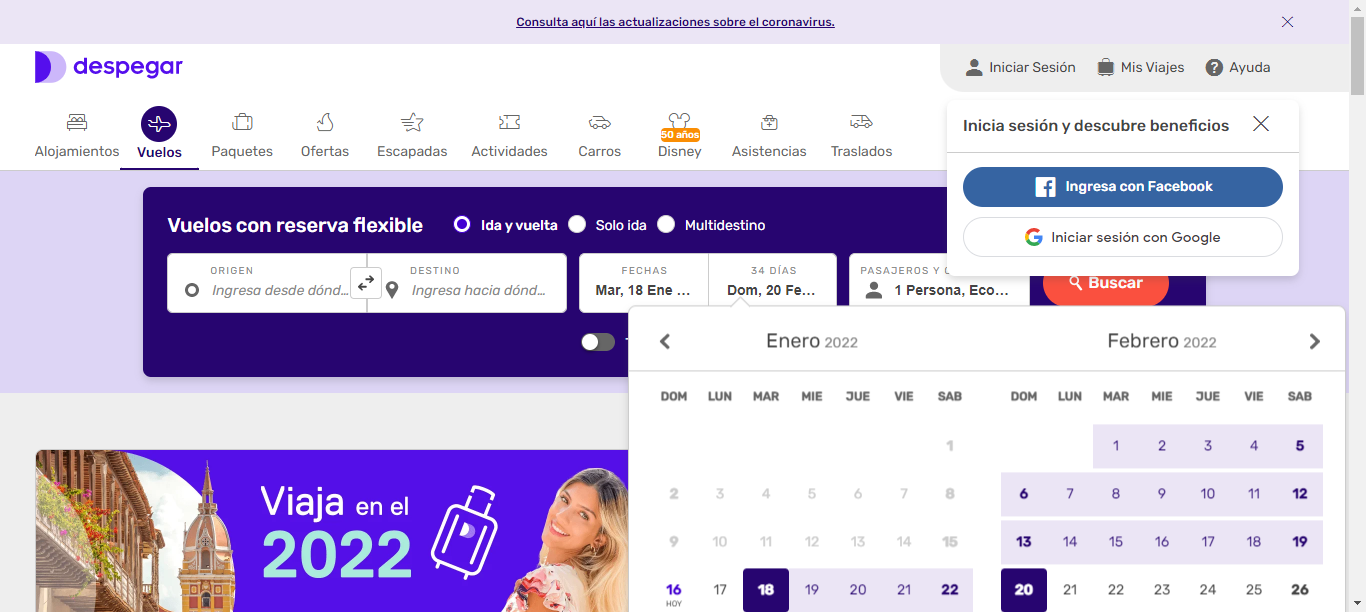 Consulta aquí las actualizaciones sobre el coronavirus.
despegar
Iniciar Sesión
Mis Viajes
Ayuda
Alojamientos
Vuelos
Paquetes
Ofertas
Escapadas
Actividades
Carros
50 años
Disney
Asistencias
Traslados
Inicia sesión y descubre beneficios
Ingresa con Facebook
Iniciar sesión con Google
Vuelos con reserva flexible
Ida y vuelta
Solo ida
Multidestino
ORIGEN
Ingresa desde dónd...
DESTINO
Ingresa hacia dónd...
FECHAS
Mar, 18 Ene ...
34 DÍAS
Dom, 20 Fe...
PASAJEROS Y
1 Persona, Eco...
Buscar
Enero 2022
DOM LUN MAR MIE JUE VIE SAB
1
2 3 4 5 6 7 8
9 10 11 12 13 14 15
16 17 18 19 20 21 22
HOY
Febrero 2022
DOM LUN MAR MIE JUE VIE SAB
1 2 3 4 5
6 7 8 9 10 11 12
13 14 15 16 17 18 19
20 21 22 23 24 25 26
Viaja en el
2022